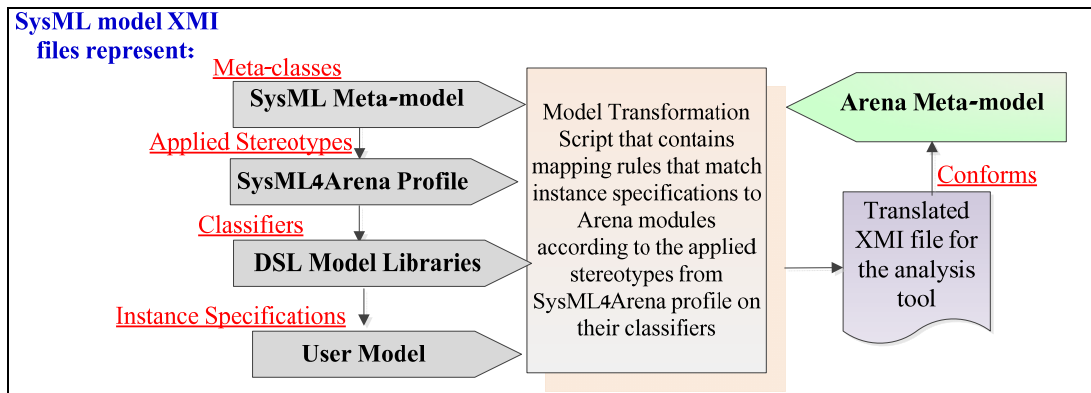 SysML model XMI
files represent:
Meta-classes
SysML Meta-model
Applied Stereotypes
SysML4Arena Profile
Classifiers
DSL Model Libraries
Instance Specifications
User Model
Model Transformation
Script that contains
mapping rules that match
instance specifications to
Arena modules
according to the applied
stereotypes from
SysML4Arena profile on
their classifiers
Arena Meta-model
Conforms
Translated
XMI file for
the analysis
tool